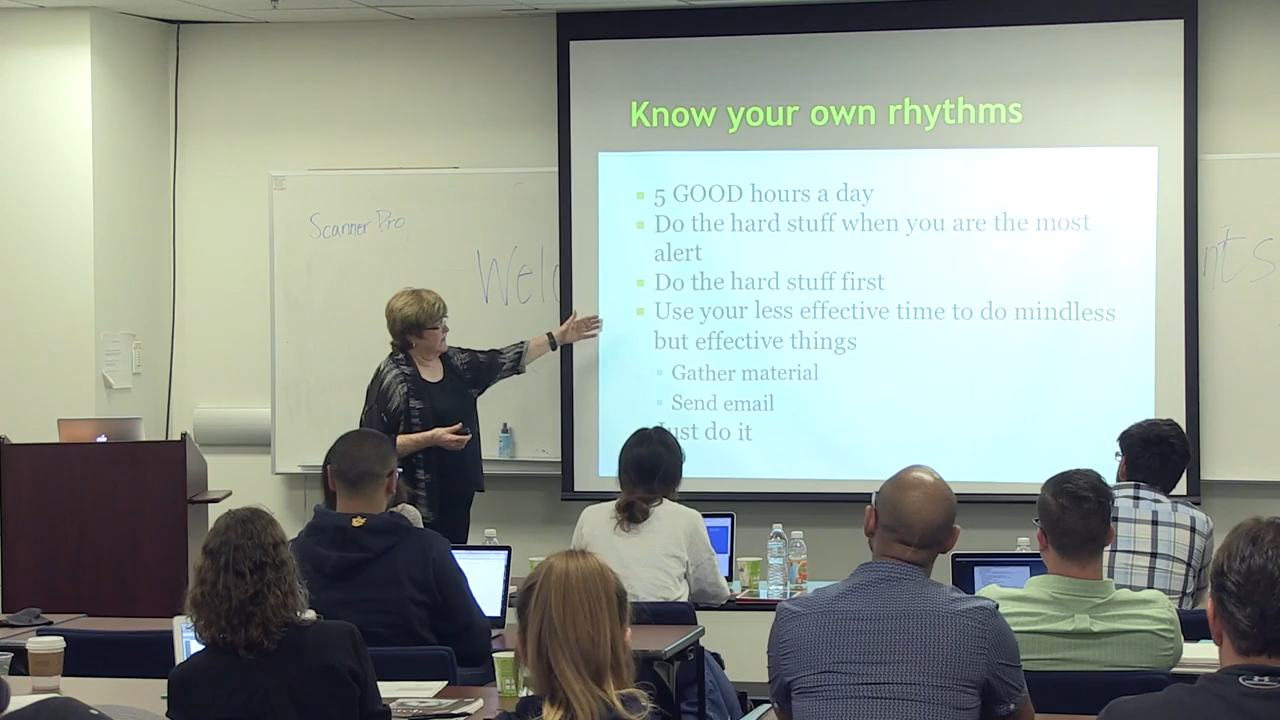 Know your own rhythms
5 GOOD hours a day
Do the hard stuff when you are the most
alert
Do the hard stuff first
Use your less effective time to do mindless
but effective things
Gather material
Send email
Just do it
Scanner Pro
Welc
nts